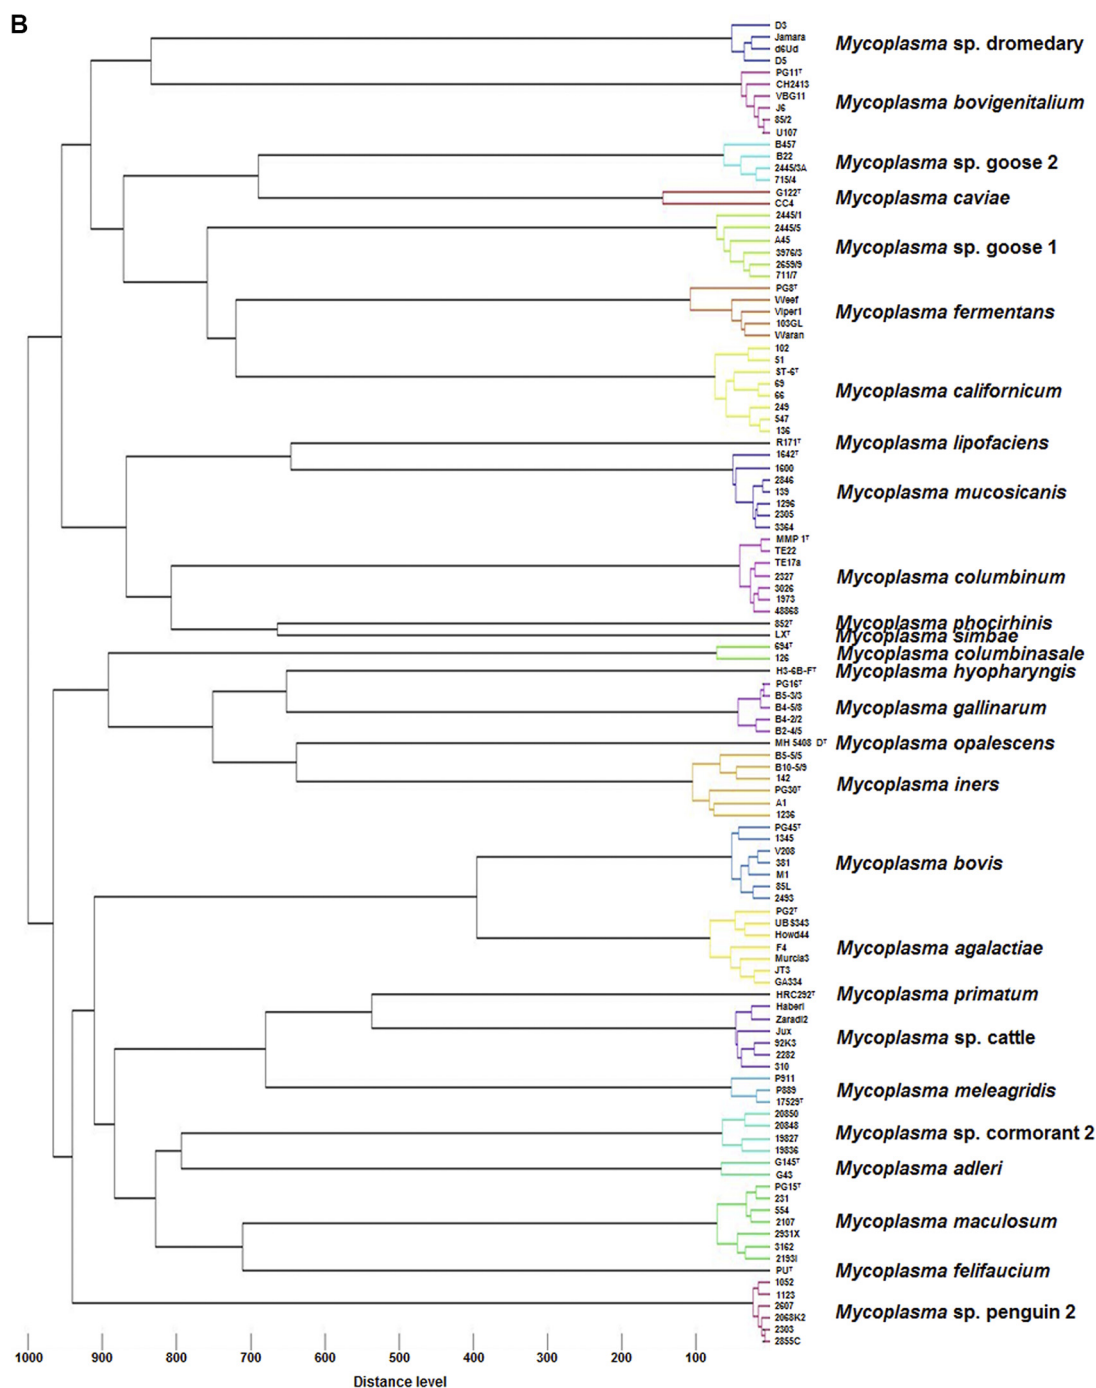 B
D3
Jamara
d6Ud
D5
Mycoplasma sp. dromedary
PG11ᵀ
CH2413
VBG11
J6
85/2
U107
Mycoplasma bovigenitalium
B457
B22
2445/3A
715/4
Mycoplasma sp. goose 2
G122ᵀ
CC4
Mycoplasma caviae
2445/1
2445/5
A45
3976/3
2659/9
711/7
Mycoplasma sp. goose 1
PG8ᵀ
Weef
Viper1
103GL
Waran
Mycoplasma fermentans
102
51
ST-6ᵀ
69
66
249
547
136
Mycoplasma californicum
R171ᵀ
Mycoplasma lipofaciens
1642ᵀ
1600
2846
139
1296
2305
3364
Mycoplasma mucosicanis
MMP 1ᵀ
TE22
TE17a
2327
3026
1973
48868
Mycoplasma columbinum
852ᵀ
Mycoplasma phocirhinis
LXᵀ
Mycoplasma simbae
694ᵀ
126
Mycoplasma columbinasale
H3-6B-Fᵀ
Mycoplasma hyopharyngis
PG16ᵀ
B5-3/3
B4-5/8
B4-2/2
B2-4/5
Mycoplasma gallinarum
MH 5408 Dᵀ
Mycoplasma opalescens
B5-5/5
B10-5/9
142
PG30ᵀ
A1
1236
Mycoplasma iners
PG45ᵀ
1345
V208
381
M1
85L
2493
Mycoplasma bovis
PG2ᵀ
UBS343
Howd44
F4
Murcia3
JT3
GA334
Mycoplasma agalactiae
HRC292ᵀ
Mycoplasma primatum
Haberl
Zaradi2
Jux
92K3
2282
310
Mycoplasma sp. cattle
P911
P889
17529ᵀ
Mycoplasma meleagridis
20850
20848
19827
19836
Mycoplasma sp. cormorant 2
G145ᵀ
G43
Mycoplasma adleri
PG15ᵀ
231
554
2107
2931X
3162
2193I
Mycoplasma maculosum
PUᵀ
Mycoplasma felifaucium
1052
1123
2607
2068K2
2303
2855C
Mycoplasma sp. penguin 2
1000 900 800 700 600 500 400 300 200 100
Distance level